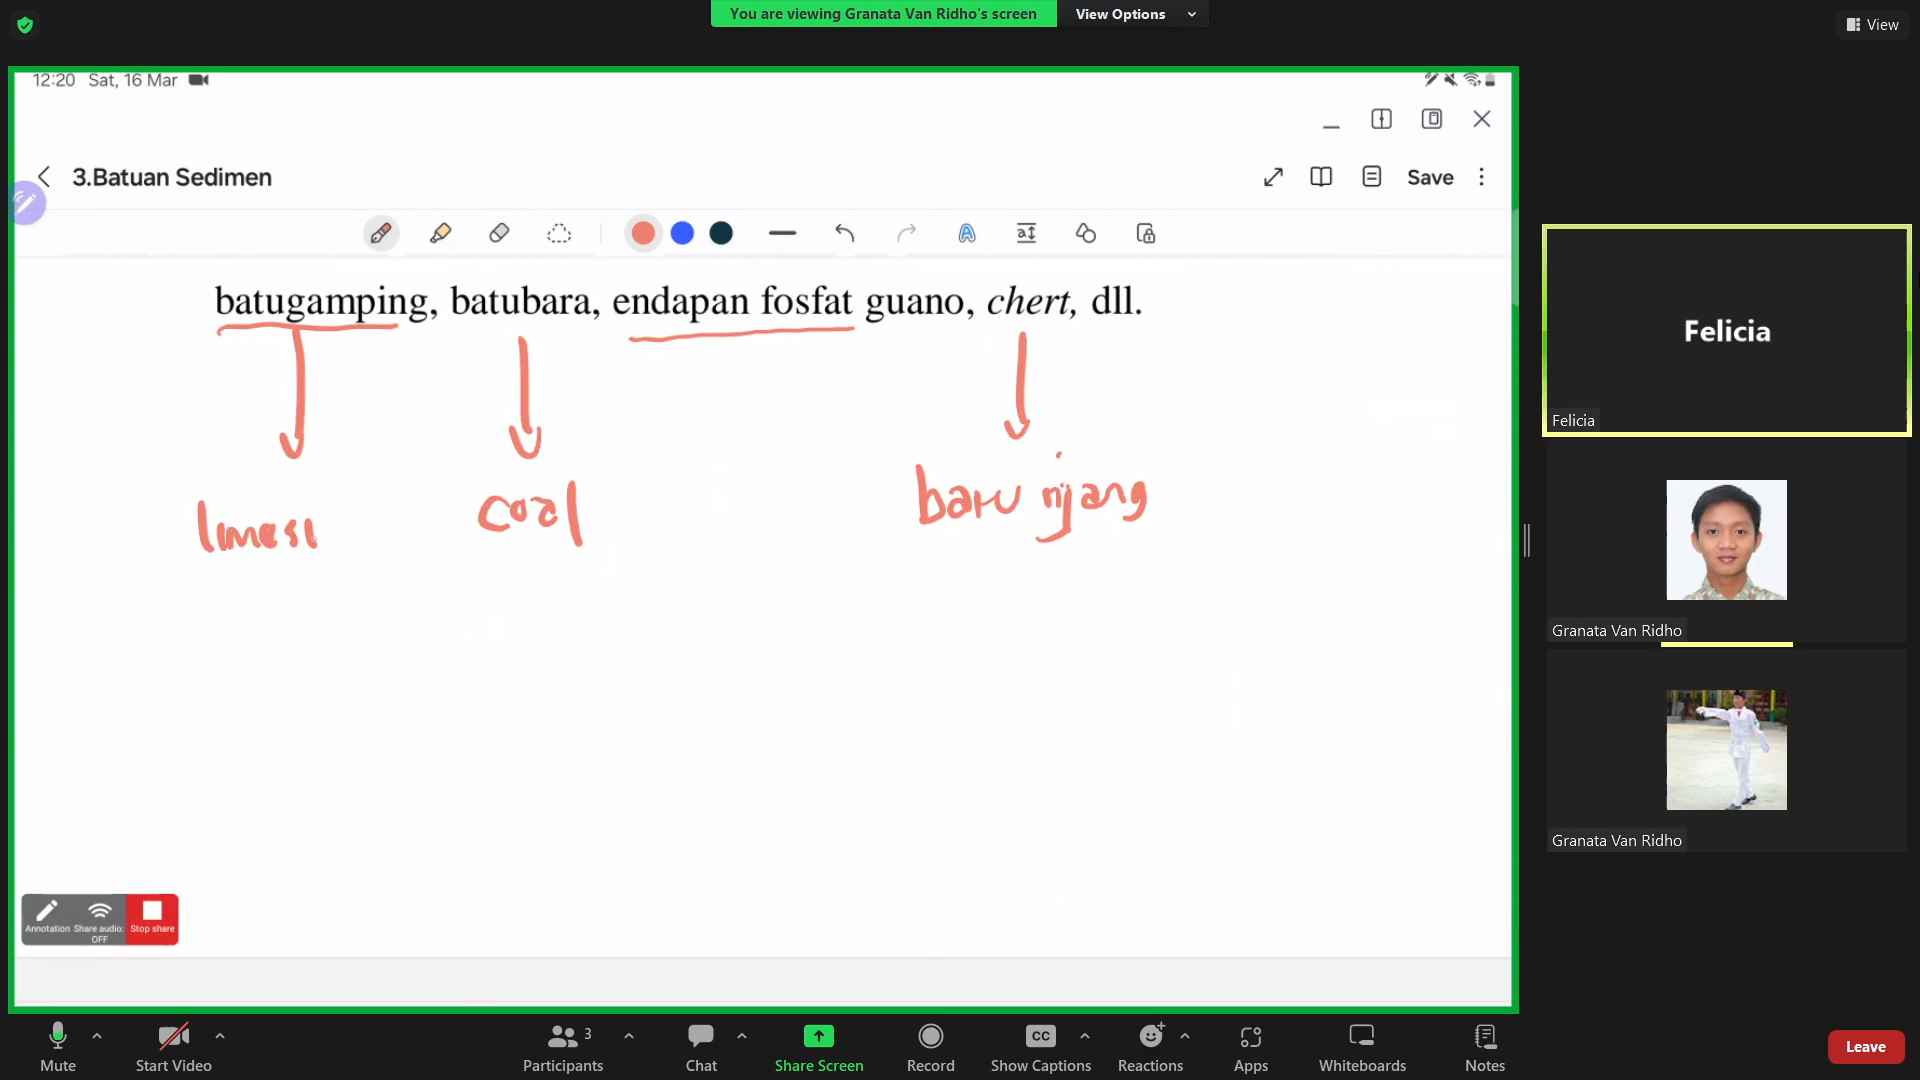 You are viewing Granata Van Ridho's screen View Options
View
12:20 Sat, 16 Mar
3.Batuan Sedimen
Save
batugamping, batubara, endapan fosfat guano, chert, dll.
limest
coal
batu rijang
Felicia
Felicia
Granata Van Ridho
Granata Van Ridho
Annotation Share audio: OFF Stop share
Mute
Start Video
Participants 3
Chat
Share Screen
Record
CC Show Captions
Reactions
Apps
Whiteboards
Notes
Leave